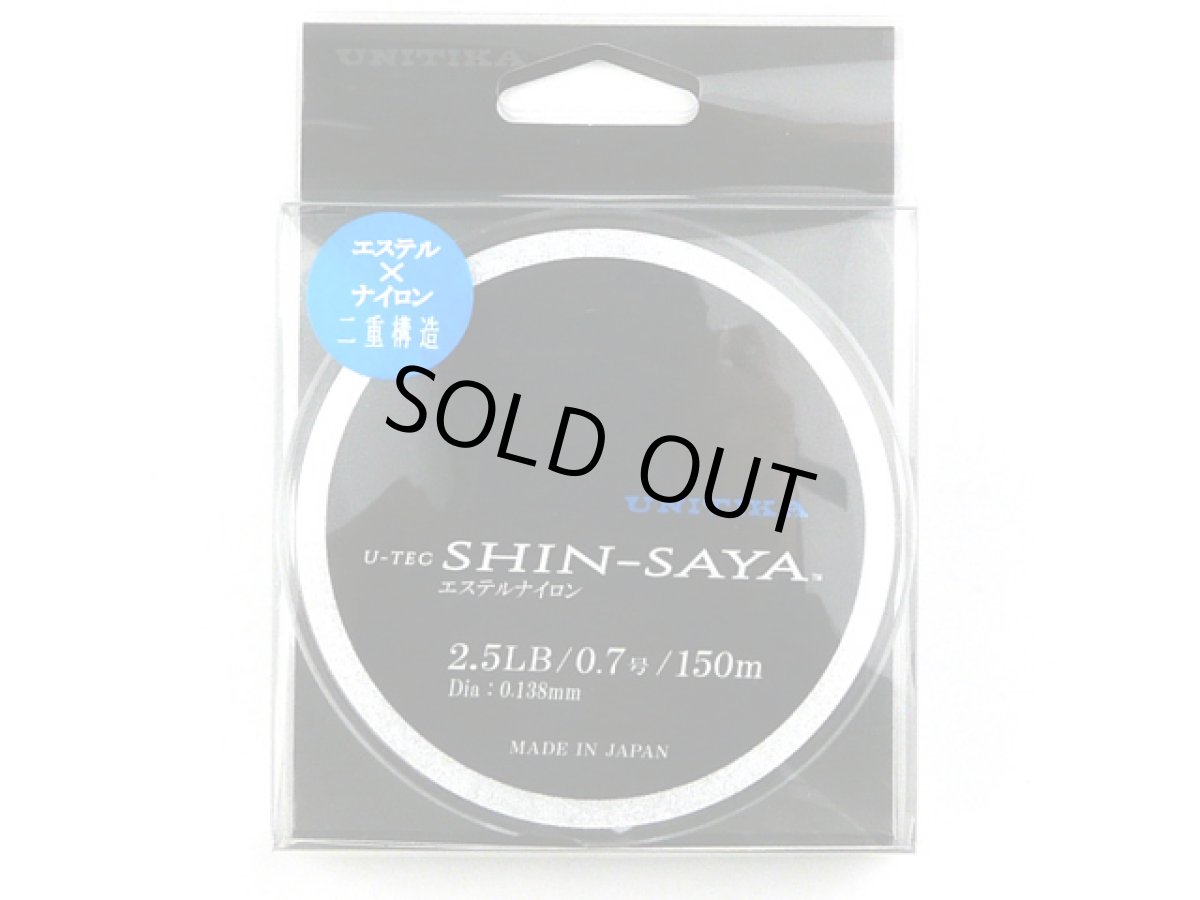 UNITIKA
エステル
×
ナイロン
二重構造
SOLD OUT
UNITIKA
U-TEC SHIN-SAYA™
エステルナイロン
2.5LB/0.7号/150m
Dia：0.138mm
MADE IN JAPAN